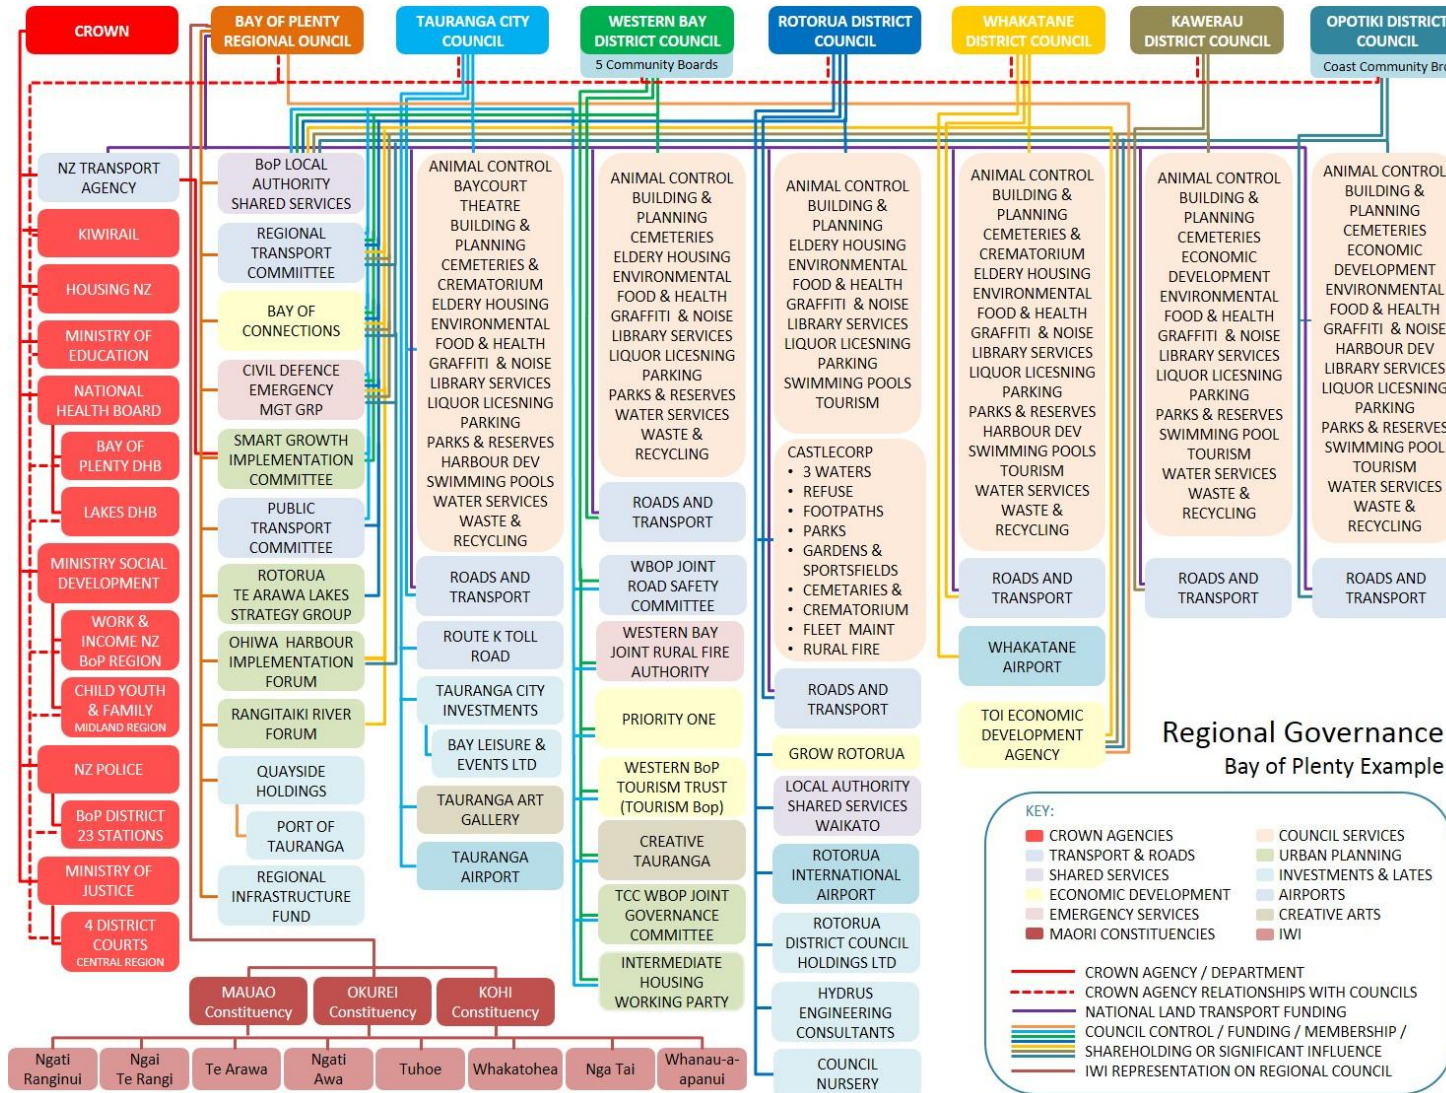 CROWN
BAY OF PLENTY
REGIONAL OUNCIL
TAURANGA CITY
COUNCIL
WESTERN BAY
DISTRICT COUNCIL
5 Community Boards
ROTORUA DISTRICT
COUNCIL
WHAKATANE
DISTRICT COUNCIL
KAWERAU
DISTRICT COUNCIL
OPOTIKI DISTRICT
COUNCIL
Coast Community Bro
NZ TRANSPORT
AGENCY
KIWIRAIL
HOUSING NZ
MINISTRY OF
EDUCATION
NATIONAL
HEALTH BOARD
BAY OF
PLENTY DHB
LAKES DHB
MINISTRY SOCIAL
DEVELOPMENT
WORK &
INCOME NZ
BoP REGION
CHILD YOUTH
& FAMILY
MIDLAND REGION
NZ POLICE
BoP DISTRICT
23 STATIONS
MINISTRY OF
JUSTICE
4 DISTRICT
COURTS
CENTRAL REGION
BoP LOCAL
AUTHORITY
SHARED SERVICES
REGIONAL
TRANSPORT
COMMITTEE
BAY OF
CONNECTIONS
CIVIL DEFENCE
EMERGENCY
MGT GRP
SMART GROWTH
IMPLEMENTATION
COMMITTEE
PUBLIC
TRANSPORT
COMMITTEE
ROTORUA
TE ARAWA LAKES
STRATEGY GROUP
OHIWA HARBOUR
IMPLEMENTATION
FORUM
RANGITAIKI RIVER
FORUM
QUAYSIDE
HOLDINGS
PORT OF
TAURANGA
REGIONAL
INFRASTRUCTURE
FUND
ANIMAL CONTROL
BAYCOURT
THEATRE
BUILDING &
PLANNING
CEMETERIES &
CREMATORIUM
ELDERY HOUSING
ENVIRONMENTAL
FOOD & HEALTH
GRAFFITI & NOISE
LIBRARY SERVICES
LIQUOR LICESNING
PARKING
PARKS & RESERVES
HARBOUR DEV
SWIMMING POOLS
WATER SERVICES
WASTE &
RECYCLING
ROADS AND
TRANSPORT
ROUTE K TOLL
ROAD
TAURANGA CITY
INVESTMENTS
BAY LEISURE &
EVENTS LTD
TAURANGA ART
GALLERY
TAURANGA
AIRPORT
ANIMAL CONTROL
BUILDING &
PLANNING
CEMETERIES
ELDERY HOUSING
ENVIRONMENTAL
FOOD & HEALTH
GRAFFITI & NOISE
LIBRARY SERVICES
LIQUOR LICESNING
PARKING
PARKS & RESERVES
WATER SERVICES
WASTE &
RECYCLING
ROADS AND
TRANSPORT
WBOP JOINT
ROAD SAFETY
COMMITTEE
WESTERN BAY
JOINT RURAL FIRE
AUTHORITY
PRIORITY ONE
WESTERN BoP
TOURISM TRUST
(TOURISM Bop)
CREATIVE
TAURANGA
TCC WBOP JOINT
GOVERNANCE
COMMITTEE
INTERMEDIATE
HOUSING
WORKING PARTY
ANIMAL CONTROL
BUILDING &
PLANNING
ELDERY HOUSING
ENVIRONMENTAL
FOOD & HEALTH
GRAFFITI & NOISE
LIBRARY SERVICES
LIQUOR LICESNING
PARKING
SWIMMING POOLS
TOURISM
CASTLECORP
• 3 WATERS
• REFUSE
• FOOTPATHS
• PARKS
• GARDENS &
SPORTSFIELDS
• CEMETARIES &
• CREMATORIUM
• FLEET MAINT
• RURAL FIRE
ROADS AND
TRANSPORT
GROW ROTORUA
LOCAL AUTHORITY
SHARED SERVICES
WAIKATO
ROTORUA
INTERNATIONAL
AIRPORT
ROTORUA
DISTRICT COUNCIL
HOLDINGS LTD
HYDRUS
ENGINEERING
CONSULTANTS
COUNCIL
NURSERY
ANIMAL CONTROL
BUILDING &
PLANNING
CEMETERIES &
CREMATORIUM
ELDERY HOUSING
ENVIRONMENTAL
FOOD & HEALTH
GRAFFITI & NOISE
LIBRARY SERVICES
LIQUOR LICESNING
PARKING
PARKS & RESERVES
HARBOUR DEV
SWIMMING POOLS
TOURISM
WATER SERVICES
WASTE &
RECYCLING
ROADS AND
TRANSPORT
WHAKATANE
AIRPORT
TOI ECONOMIC
DEVELOPMENT
AGENCY
ANIMAL CONTROL
BUILDING &
PLANNING
CEMETERIES
ECONOMIC
DEVELOPMENT
ENVIRONMENTAL
FOOD & HEALTH
GRAFFITI & NOISE
LIBRARY SERVICES
LIQUOR LICESNING
PARKING
PARKS & RESERVES
SWIMMING POOL
TOURISM
WATER SERVICES
WASTE &
RECYCLING
ROADS AND
TRANSPORT
ANIMAL CONTROL
BUILDING &
PLANNING
CEMETERIES
ECONOMIC
DEVELOPMENT
ENVIRONMENTAL
FOOD & HEALTH
GRAFFITI & NOISE
HARBOUR DEV
LIBRARY SERVICES
LIQUOR LICESNING
PARKING
PARKS & RESERVES
SWIMMING POOL
TOURISM
WATER SERVICES
WASTE &
RECYCLING
ROADS AND
TRANSPORT
MAUAO
Constituency
OKUREI
Constituency
KOHI
Constituency
Ngati
Ranginui
Ngai
Te Rangi
Te Arawa
Ngati
Awa
Tuhoe
Whakatohea
Nga Tai
Whanau-a-
apanui
Regional Governance
Bay of Plenty Example
KEY:
CROWN AGENCIES
TRANSPORT & ROADS
SHARED SERVICES
ECONOMIC DEVELOPMENT
EMERGENCY SERVICES
MAORI CONSTITUENCIES
COUNCIL SERVICES
URBAN PLANNING
INVESTMENTS & LATES
AIRPORTS
CREATIVE ARTS
IWI
CROWN AGENCY / DEPARTMENT
CROWN AGENCY RELATIONSHIPS WITH COUNCILS
NATIONAL LAND TRANSPORT FUNDING
COUNCIL CONTROL / FUNDING / MEMBERSHIP /
SHAREHOLDING OR SIGNIFICANT INFLUENCE
IWI REPRESENTATION ON REGIONAL COUNCIL